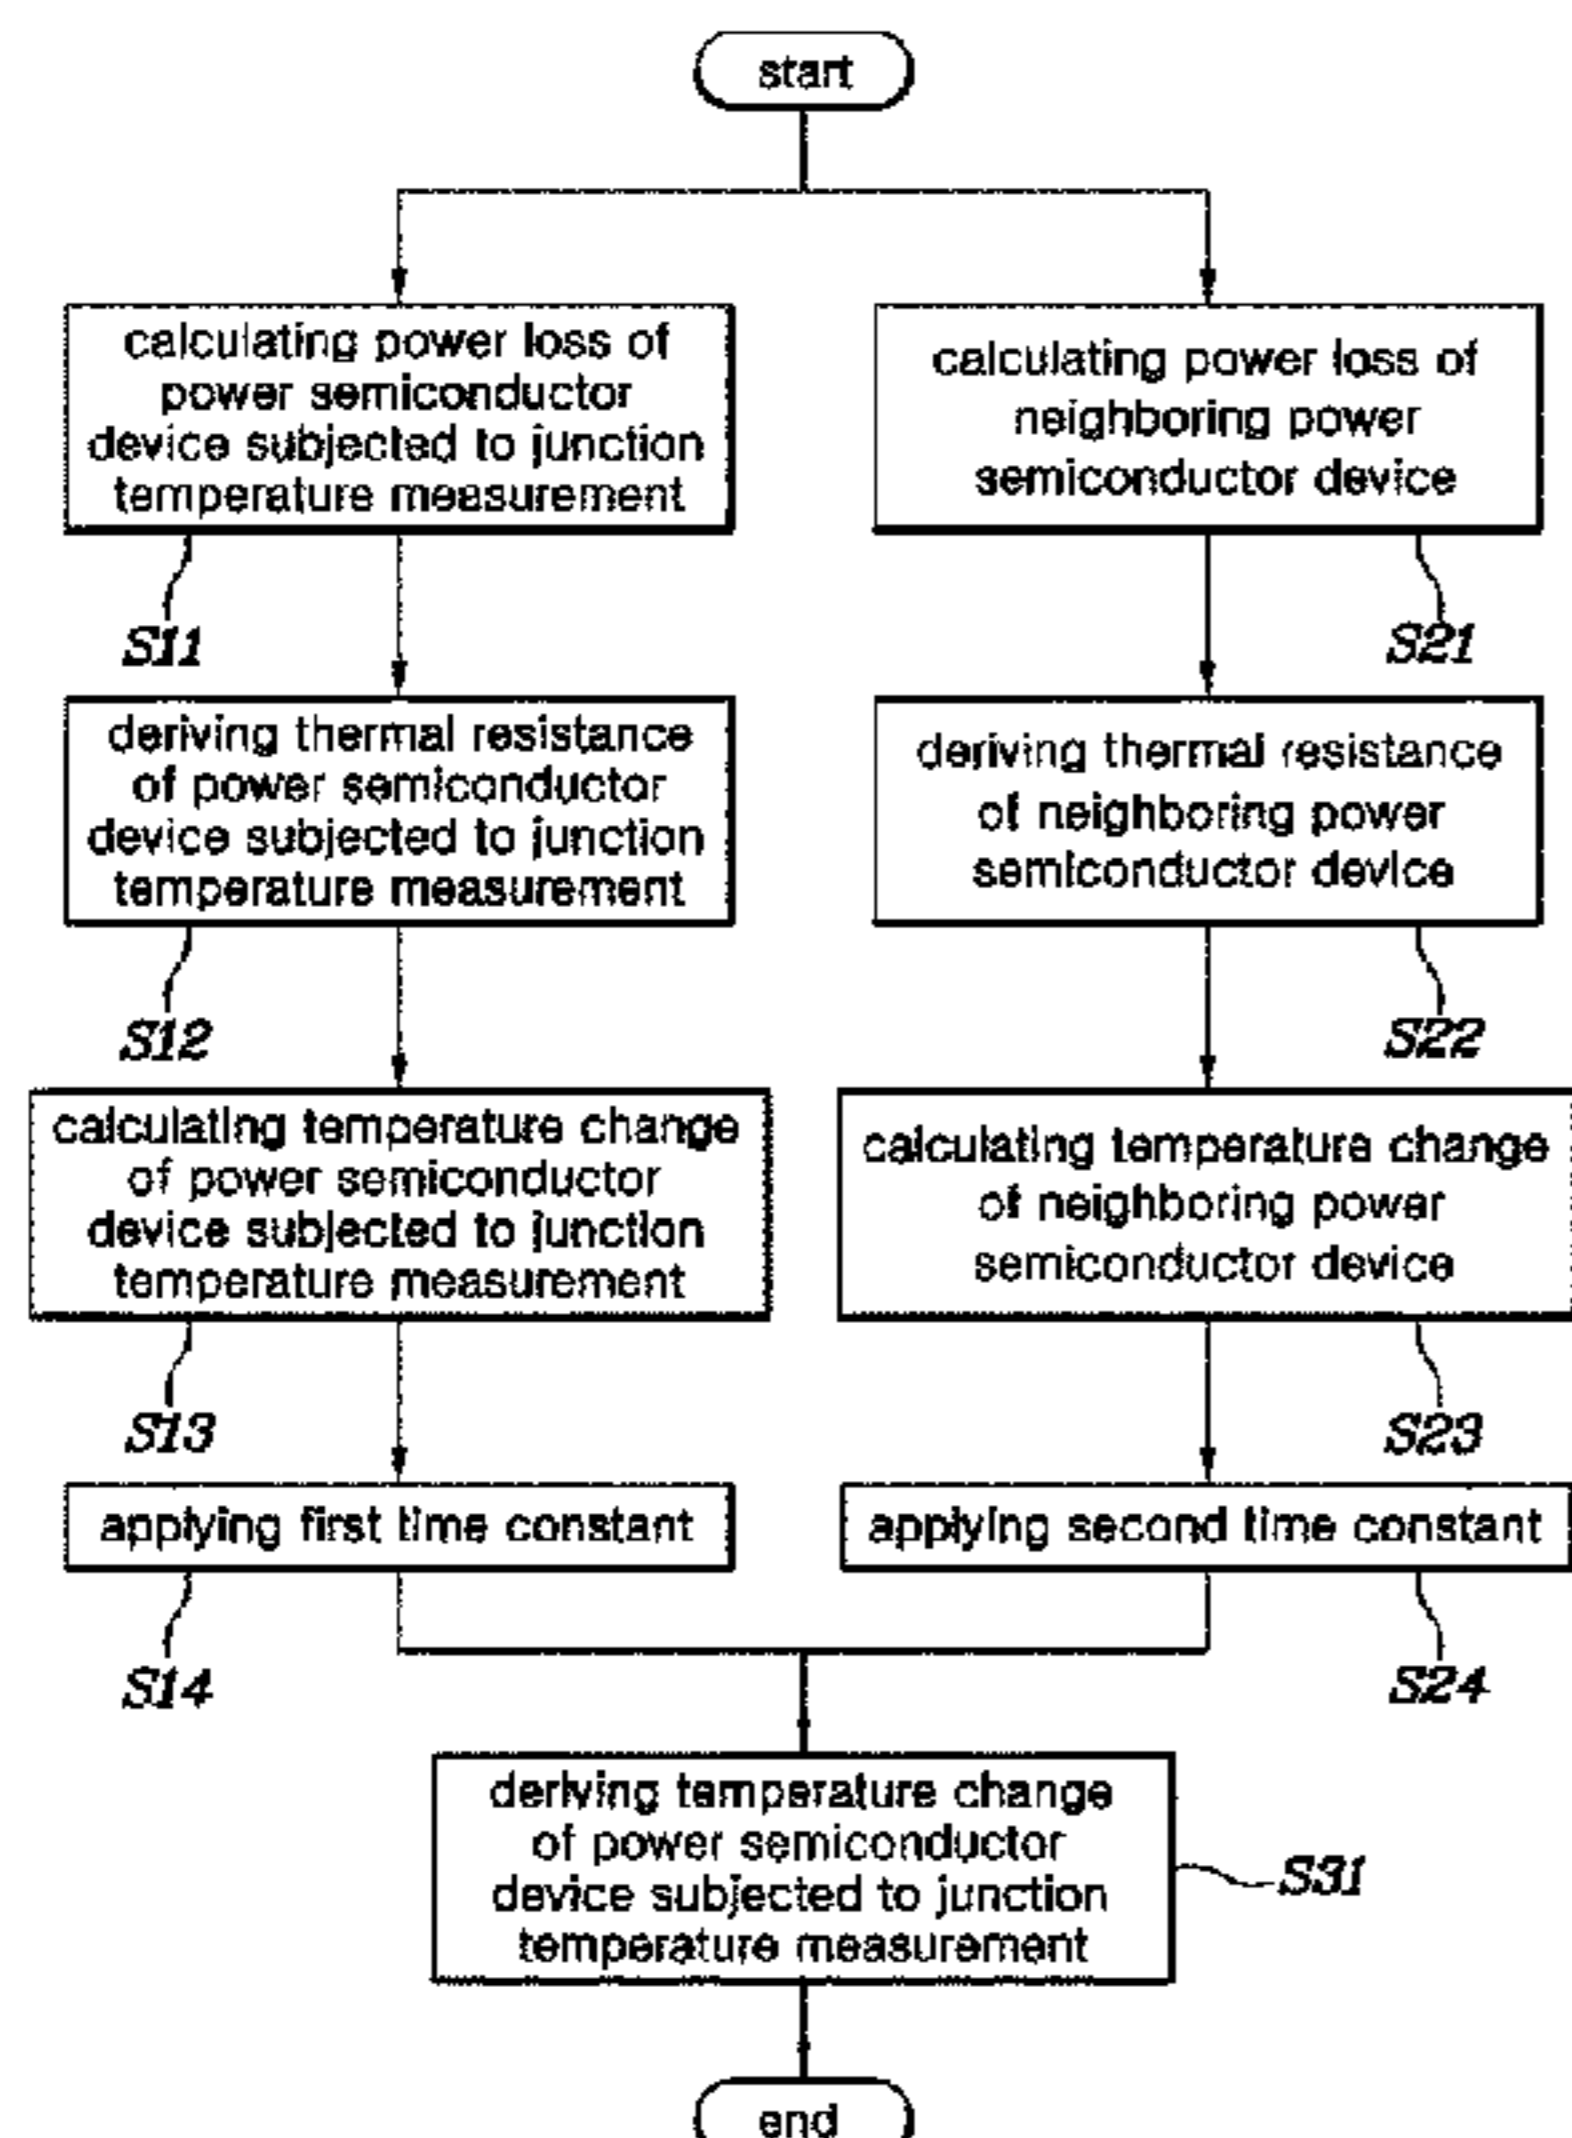 start
calculating power loss of
power semiconductor
device subjected to junction
temperature measurement
S11
calculating power loss of
neighboring power
semiconductor device
S21
deriving thermal resistance
of power semiconductor
device subjected to junction
temperature measurement
S12
deriving thermal resistance
of neighboring power
semiconductor device
S22
calculating temperature change
of power semiconductor
device subjected to junction
temperature measurement
S13
calculating temperature change
of neighboring power
semiconductor device
S23
applying first time constant
S14
applying second time constant
S24
deriving temperature change
of power semiconductor
device subjected to junction
temperature measurement
S31
end